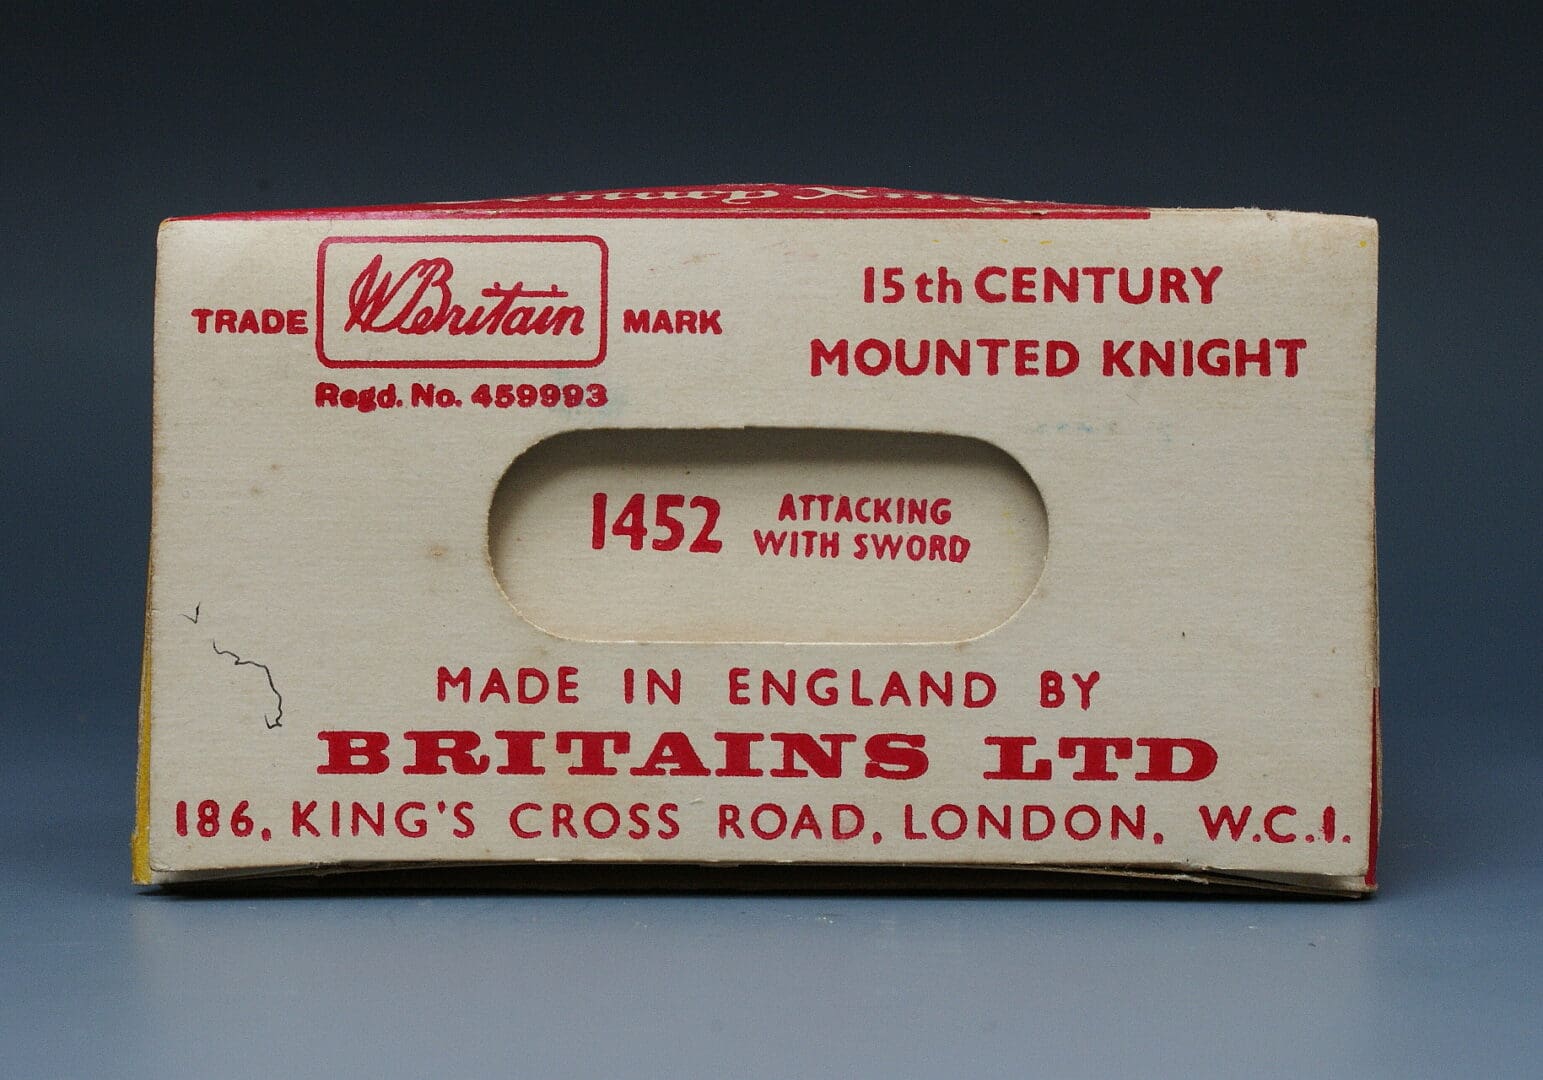 TRADE WBritain MARK
Regd. No. 459993
15th CENTURY
MOUNTED KNIGHT
1452 ATTACKING
WITH SWORD
MADE IN ENGLAND BY
BRITAINS LTD
186, KING'S CROSS ROAD, LONDON, W.C.1.